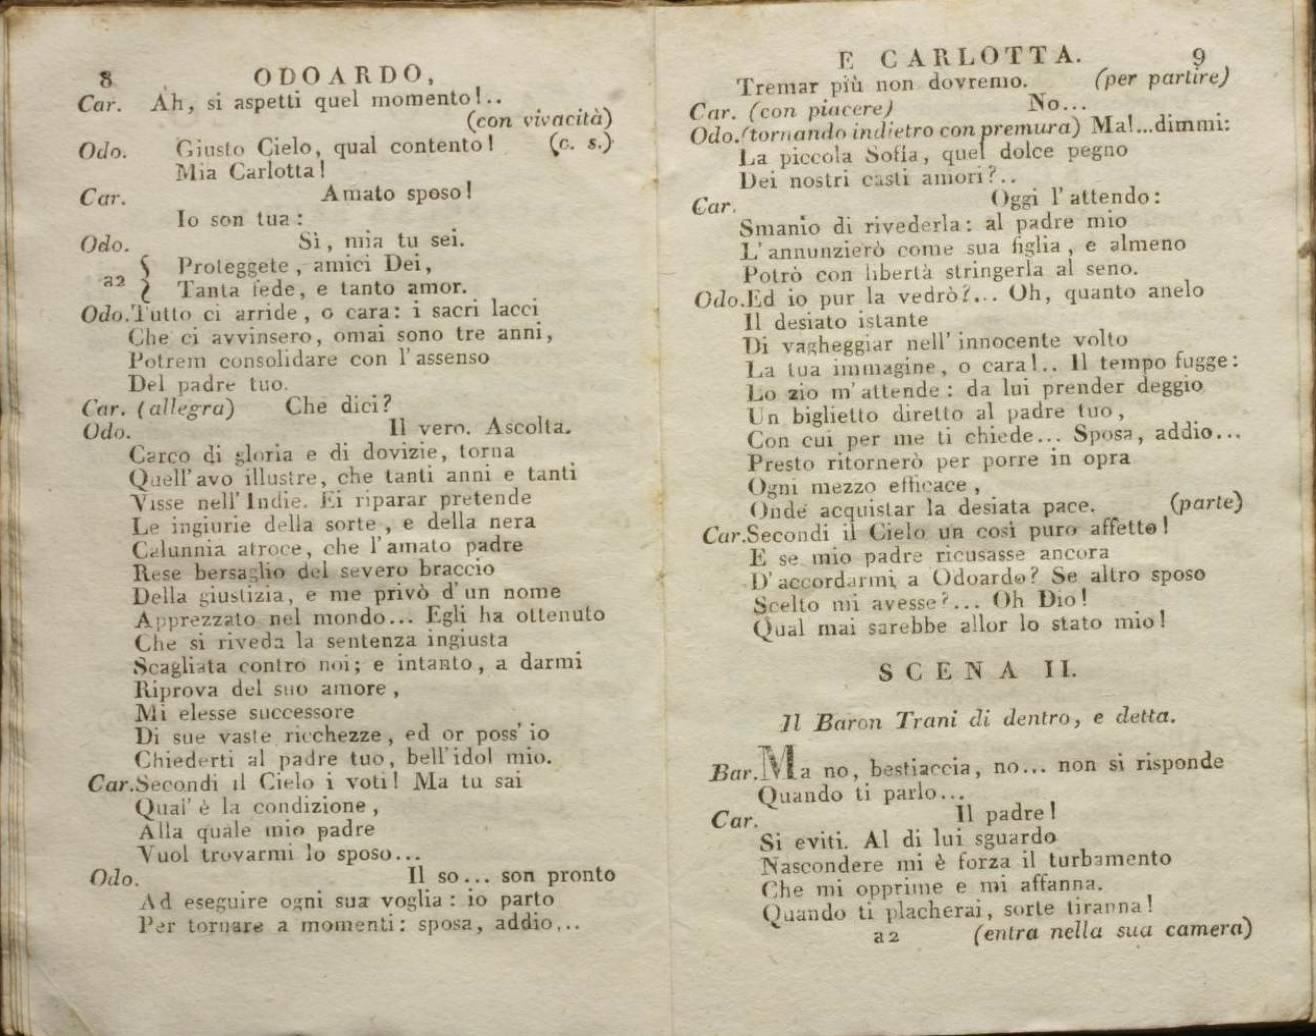 8 ODOARDO,
Car. Ah, si aspetti quel momento!..
(con vivacità)
Odo. Giusto Cielo, qual contento! (c. s.)
Mia Carlotta!
Car. Amato sposo!
Io son tua:
Odo. Sì, mia tu sei.
a2 { Proteggete, amici Dei,
Tanta fede, e tanto amor.
Odo. Tutto ci arride, o cara: i sacri lacci
Che ci avvinsero, omai sono tre anni,
Potrem consolidare con l'assenso
Del padre tuo.
Car. (allegra) Che dici?
Odo. Il vero. Ascolta.
Carco di gloria e di dovizie, torna
Quell'avo illustre, che tanti anni e tanti
Visse nell'Indie. Ei riparar pretende
Le ingiurie della sorte, e della nera
Calunnia atroce, che l'amato padre
Rese bersaglio del severo braccio
Della giustizia, e me privò d'un nome
Apprezzato nel mondo... Egli ha ottenuto
Che si riveda la sentenza ingiusta
Scagliata contro noi; e intanto, a darmi
Riprova del suo amore,
Mi elesse successore
Di sue vaste ricchezze, ed or poss'io
Chiederti al padre tuo, bell'idol mio.
Car. Secondi il Cielo i voti! Ma tu sai
Qual'è la condizione,
Alla quale mio padre
Vuol trovarmi lo sposo...
Odo. Il so... son pronto
Ad eseguire ogni sua voglia: io parto
Per tornare a momenti: sposa, addio...
E CARLOTTA. 9
Tremar più non dovremo. (per partire)
Car. (con piacere) No...
Odo. (tornando indietro con premura) Ma!...dimmi:
La piccola Sofia, quel dolce pegno
Dei nostri casti amori?..
Car. Oggi l'attendo:
Smanio di rivederla: al padre mio
L'annunzierò come sua figlia, e almeno
Potrò con libertà stringerla al seno.
Odo. Ed io pur la vedrò?... Oh, quanto anelo
Il desiato istante
Di vagheggiar nell'innocente volto
La tua immagine, o cara!.. Il tempo fugge:
Lo zio m'attende: da lui prender deggio
Un biglietto diretto al padre tuo,
Con cui per me ti chiede... Sposa, addio...
Presto ritornerò per porre in opra
Ogni mezzo efficace,
Onde acquistar la desiata pace. (parte)
Car. Secondi il Cielo un così puro affetto!
E se mio padre ricusasse ancora
D'accordarmi a Odoardo? Se altro sposo
Scelto mi avesse?... Oh Dio!
Qual mai sarebbe allor lo stato mio!
SCENA II.
Il Baron Trani di dentro, e detta.
Bar. Ma no, bestiaccia, no... non si risponde
Quando ti parlo...
Car. Il padre!
Si eviti. Al di lui sguardo
Nascondere mi è forza il turbamento
Che mi opprime e mi affanna.
Quando ti placherai, sorte tiranna!
a2 (entra nella sua camera)